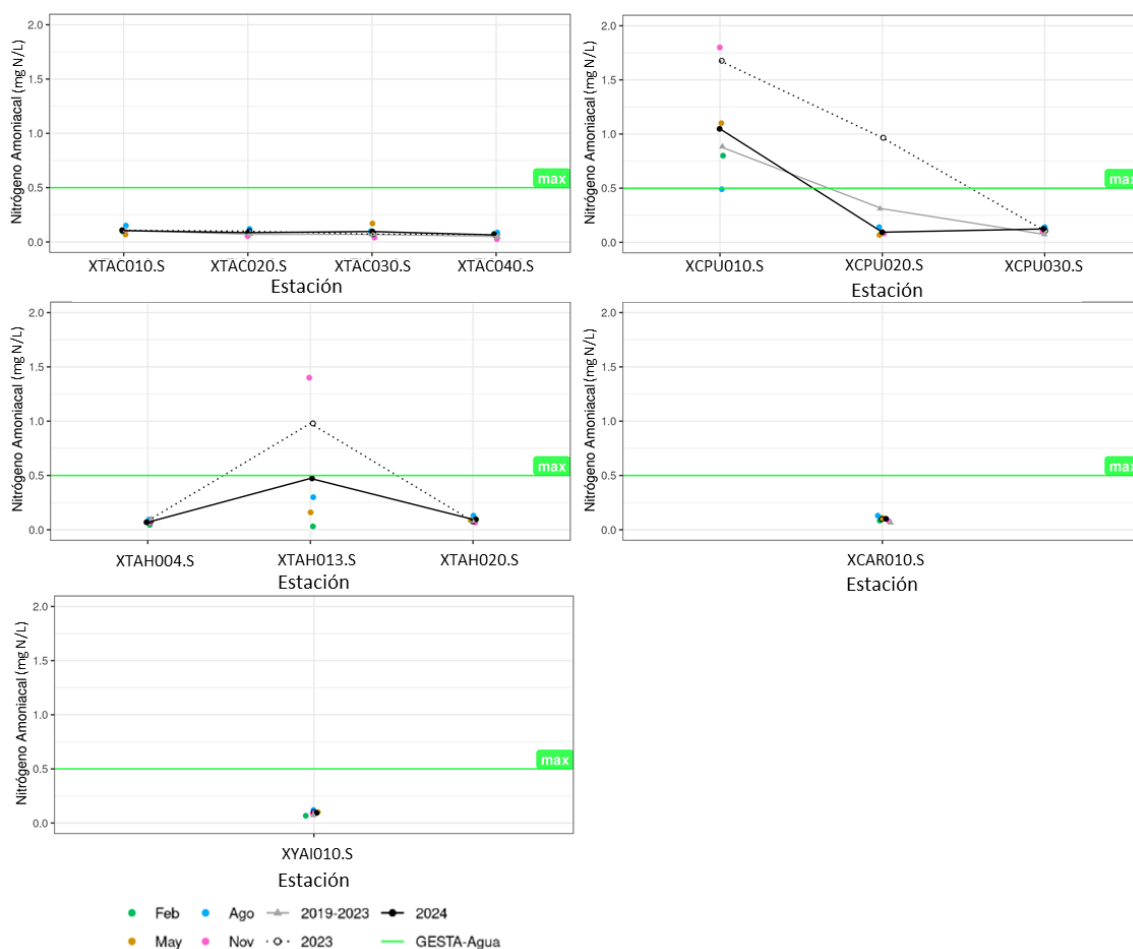 Nitrógeno Amoniacal (mg N/L)
2.0
1.5
1.0
0.5
0.0
max
XTAC010.S XTAC020.S XTAC030.S XTAC040.S
Estación
Nitrógeno Amoniacal (mg N/L)
2.0
1.5
1.0
0.5
0.0
max
XCPU010.S XCPU020.S XCPU030.S
Estación
Nitrógeno Amoniacal (mg N/L)
2.0
1.5
1.0
0.5
0.0
max
XTAH004.S XTAH013.S XTAH020.S
Estación
Nitrógeno Amoniacal (mg N/L)
2.0
1.5
1.0
0.5
0.0
max
XCAR010.S
Estación
Nitrógeno Amoniacal (mg N/L)
2.0
1.5
1.0
0.5
0.0
max
XYAI010.S
Estación
Feb Ago 2019-2023 2024
May Nov 2023 GESTA-Agua